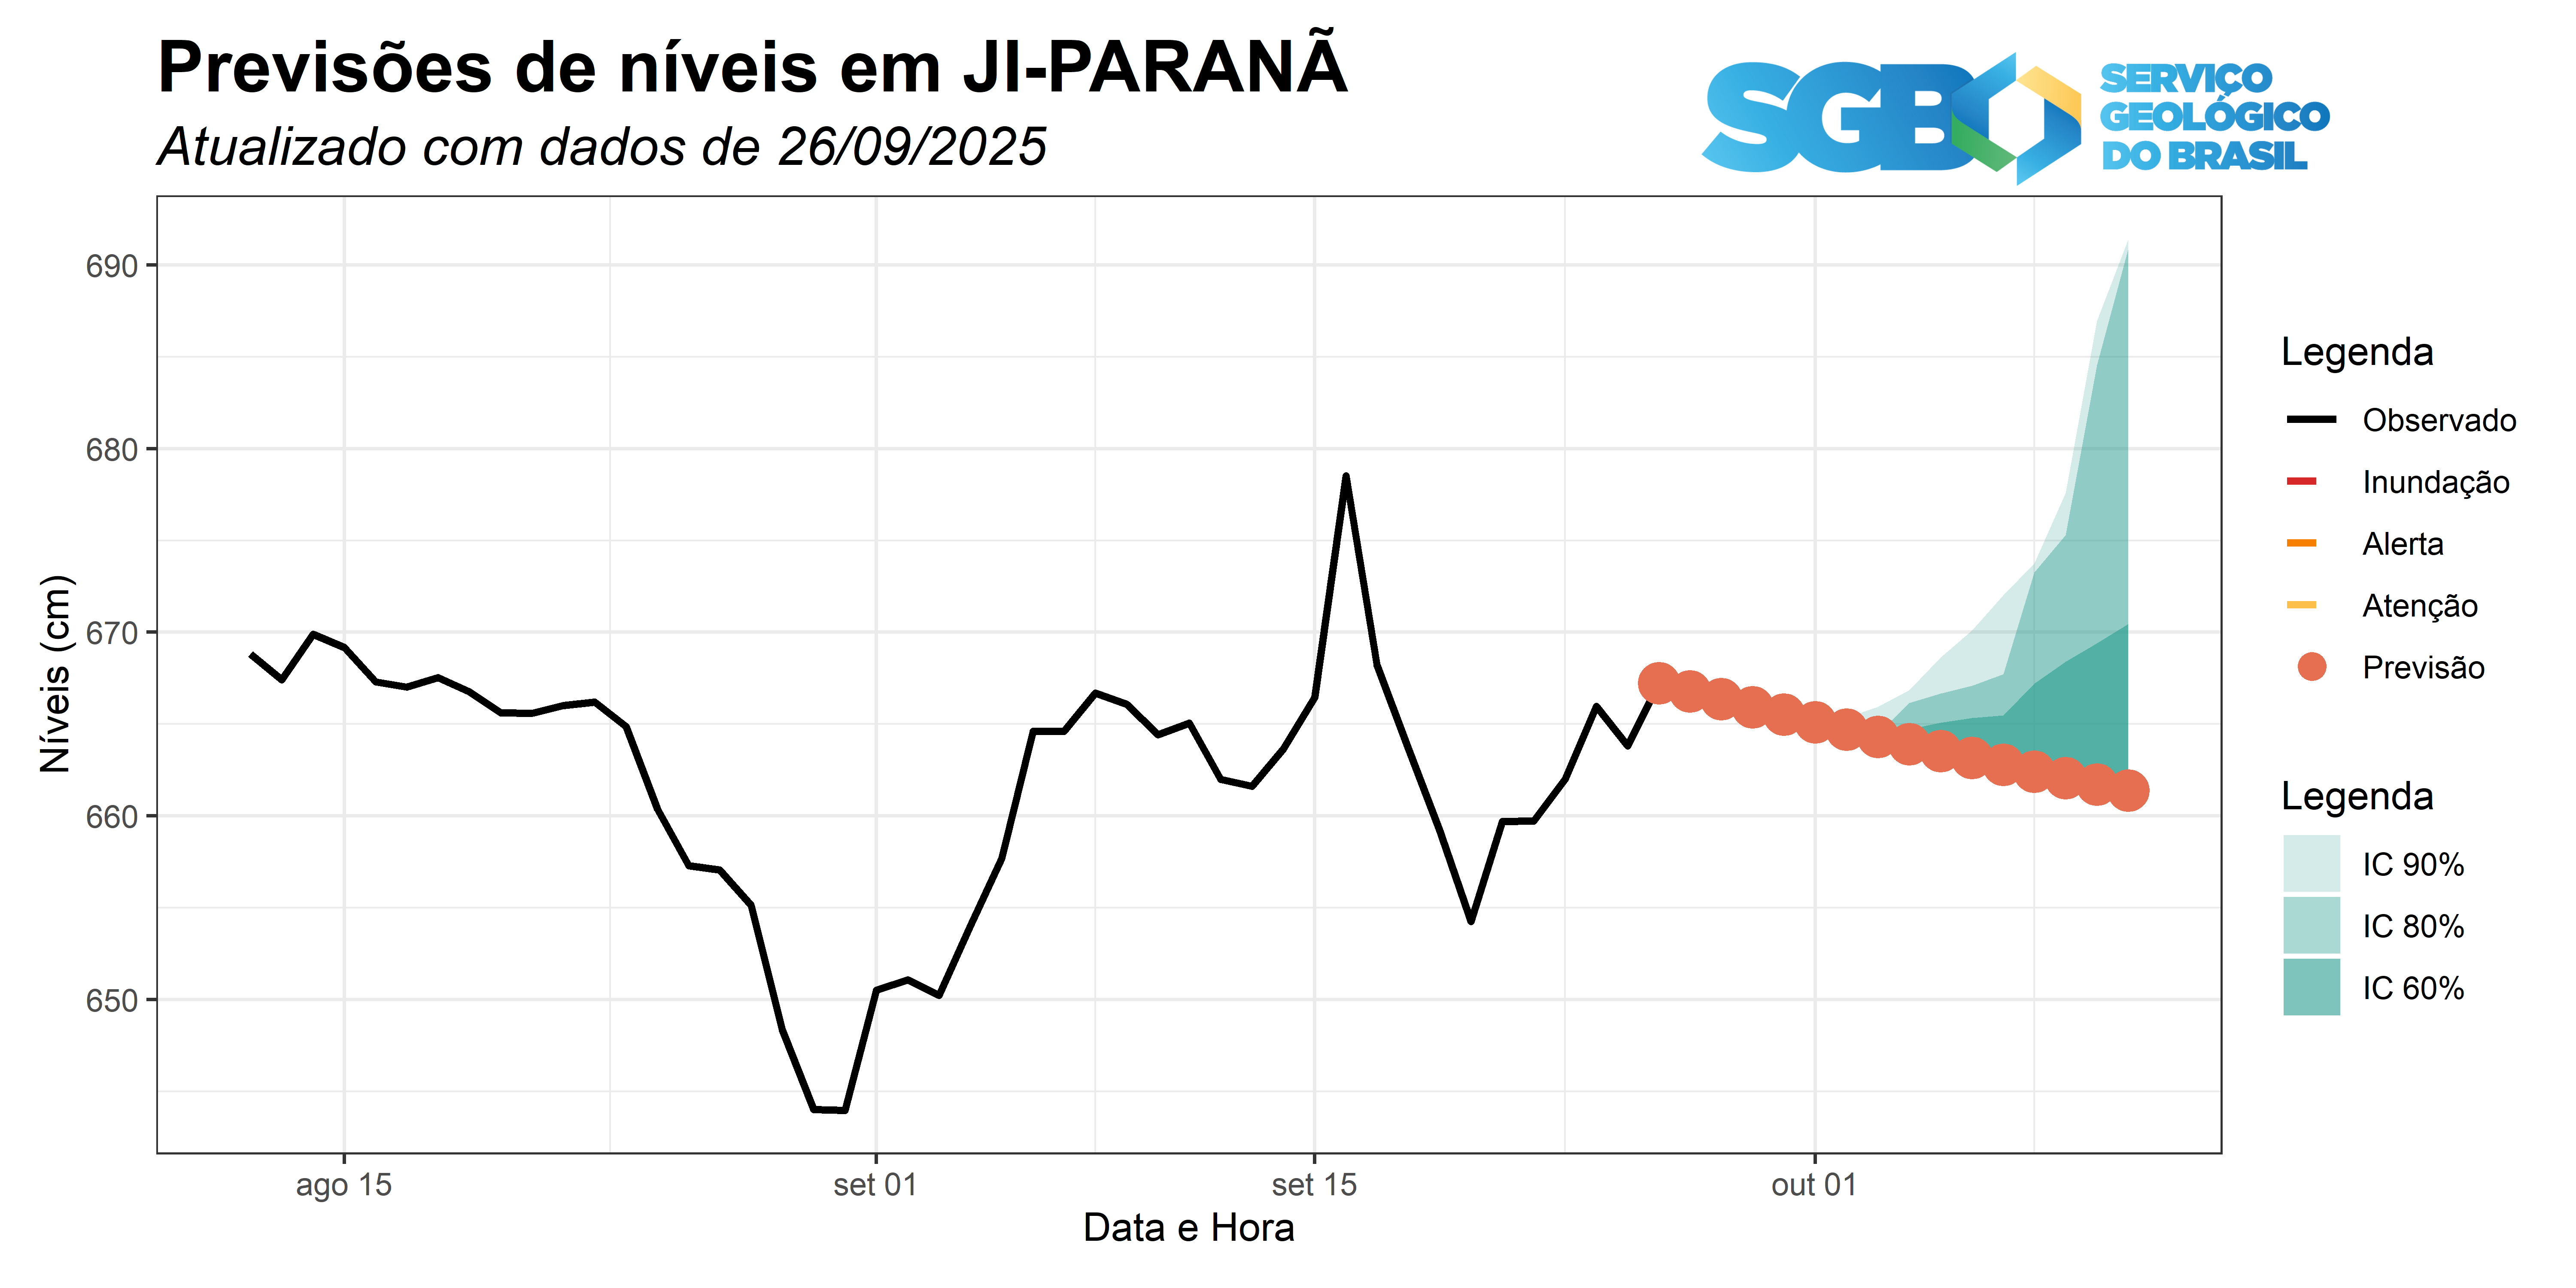 Previsões de níveis em JI-PARANÃ
Atualizado com dados de 26/09/2025
SGB
SERVIÇO
GEOLÓGICO
DO BRASIL
Níveis (cm)
690
680
670
660
650
ago 15
set 01
set 15
out 01
Data e Hora
Legenda
Observado
Inundação
Alerta
Atenção
Previsão
Legenda
IC 90%
IC 80%
IC 60%